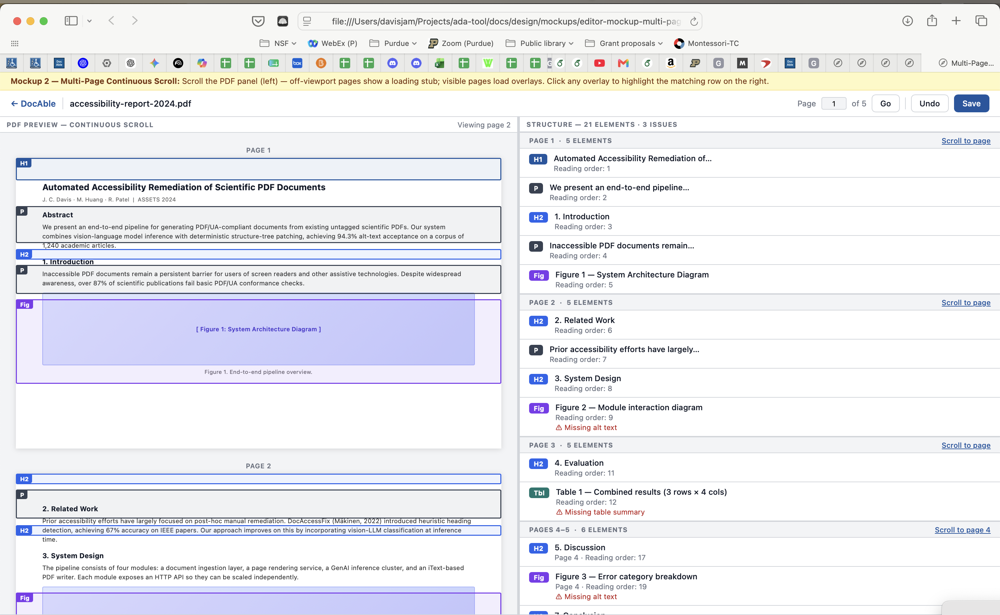 file:///Users/davisjam/Projects/ada-tool/docs/design/mockups/editor-mockup-multi-pag
NSF
WebEx (P)
Purdue
Zoom (Purdue)
Public library
Grant proposals
Montessori-TC
Doc Able
box
B
G
a
G
M
Doc Able
G
Multi-Page...
Mockup 2 — Multi-Page Continuous Scroll: Scroll the PDF panel (left) — off-viewport pages show a loading stub; visible pages load overlays. Click any overlay to highlight the matching row on the right.
← DocAble
accessibility-report-2024.pdf
Page 1 of 5
Go
Undo
Save
PDF PREVIEW — CONTINUOUS SCROLL
Viewing page 2
PAGE 1
H1
Automated Accessibility Remediation of Scientific PDF Documents
J. C. Davis · M. Huang · R. Patel | ASSETS 2024
P
Abstract
We present an end-to-end pipeline for generating PDF/UA-compliant documents from existing untagged scientific PDFs. Our system
combines vision-language model inference with deterministic structure-tree patching, achieving 94.3% alt-text acceptance on a corpus of
1,240 academic articles.
H2
1. Introduction
P
Inaccessible PDF documents remain a persistent barrier for users of screen readers and other assistive technologies. Despite widespread
awareness, over 87% of scientific publications fail basic PDF/UA conformance checks.
Fig
[ Figure 1: System Architecture Diagram ]
Figure 1. End-to-end pipeline overview.
PAGE 2
H2
P
2. Related Work
Prior accessibility efforts have largely focused on post-hoc manual remediation. DocAccessFix (Mäkinen, 2022) introduced heuristic heading
H2
detection, achieving 67% accuracy on IEEE papers. Our approach improves on this by incorporating vision-LLM classification at inference
time.
3. System Design
The pipeline consists of four modules: a document ingestion layer, a page rendering service, a GenAI inference cluster, and an iText-based
PDF writer. Each module exposes an HTTP API so they can be scaled independently.
Fig
STRUCTURE — 21 ELEMENTS · 3 ISSUES
PAGE 1 · 5 ELEMENTS
Scroll to page
H1
Automated Accessibility Remediation of...
Reading order: 1
P
We present an end-to-end pipeline...
Reading order: 2
H2
1. Introduction
Reading order: 3
P
Inaccessible PDF documents remain...
Reading order: 4
Fig
Figure 1 — System Architecture Diagram
Reading order: 5
PAGE 2 · 5 ELEMENTS
Scroll to page
H2
2. Related Work
Reading order: 6
P
Prior accessibility efforts have largely...
Reading order: 7
H2
3. System Design
Reading order: 8
Fig
Figure 2 — Module interaction diagram
Reading order: 9
⚠ Missing alt text
PAGE 3 · 5 ELEMENTS
Scroll to page
H2
4. Evaluation
Reading order: 11
Tbl
Table 1 — Combined results (3 rows × 4 cols)
Reading order: 12
⚠ Missing table summary
PAGES 4–5 · 6 ELEMENTS
Scroll to page 4
H2
5. Discussion
Page 4 · Reading order: 17
Fig
Figure 3 — Error category breakdown
Page 4 · Reading order: 19
⚠ Missing alt text